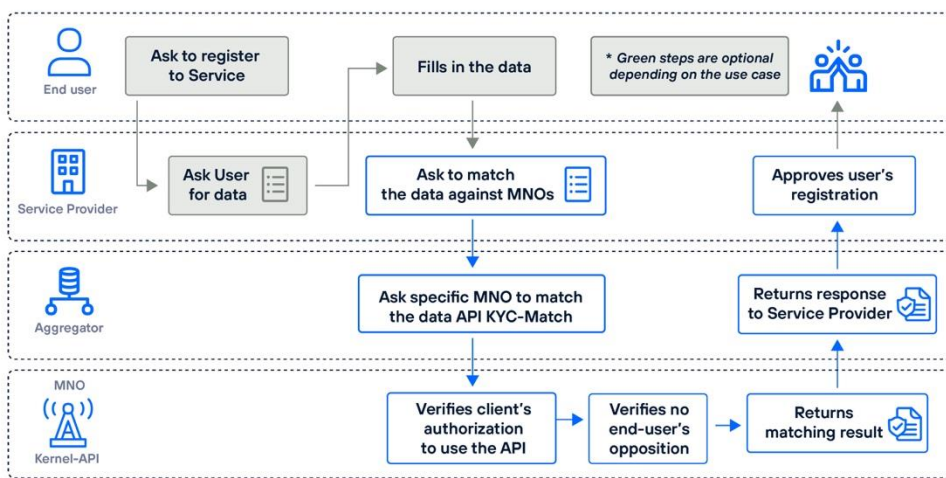 End user
Ask to register
to Service
Fills in the data
* Green steps are optional
depending on the use case
Service Provider
Ask User
for data
Ask to match
the data against MNOs
Approves user's
registration
Aggregator
Ask specific MNO to match
the data API KYC-Match
Returns response
to Service Provider
MNO
Kernel-API
Verifies client's
authorization
to use the API
Verifies no
end-user's
opposition
Returns
matching result